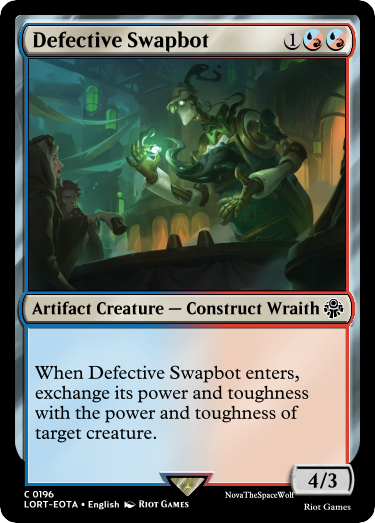 Defective Swapbot 1
Artifact Creature — Construct Wraith
When Defective Swapbot enters,
exchange its power and toughness
with the power and toughness of
target creature.
4/3
C 0196
LORT-EOTA • English Riot Games
NovaTheSpaceWolf
Riot Games